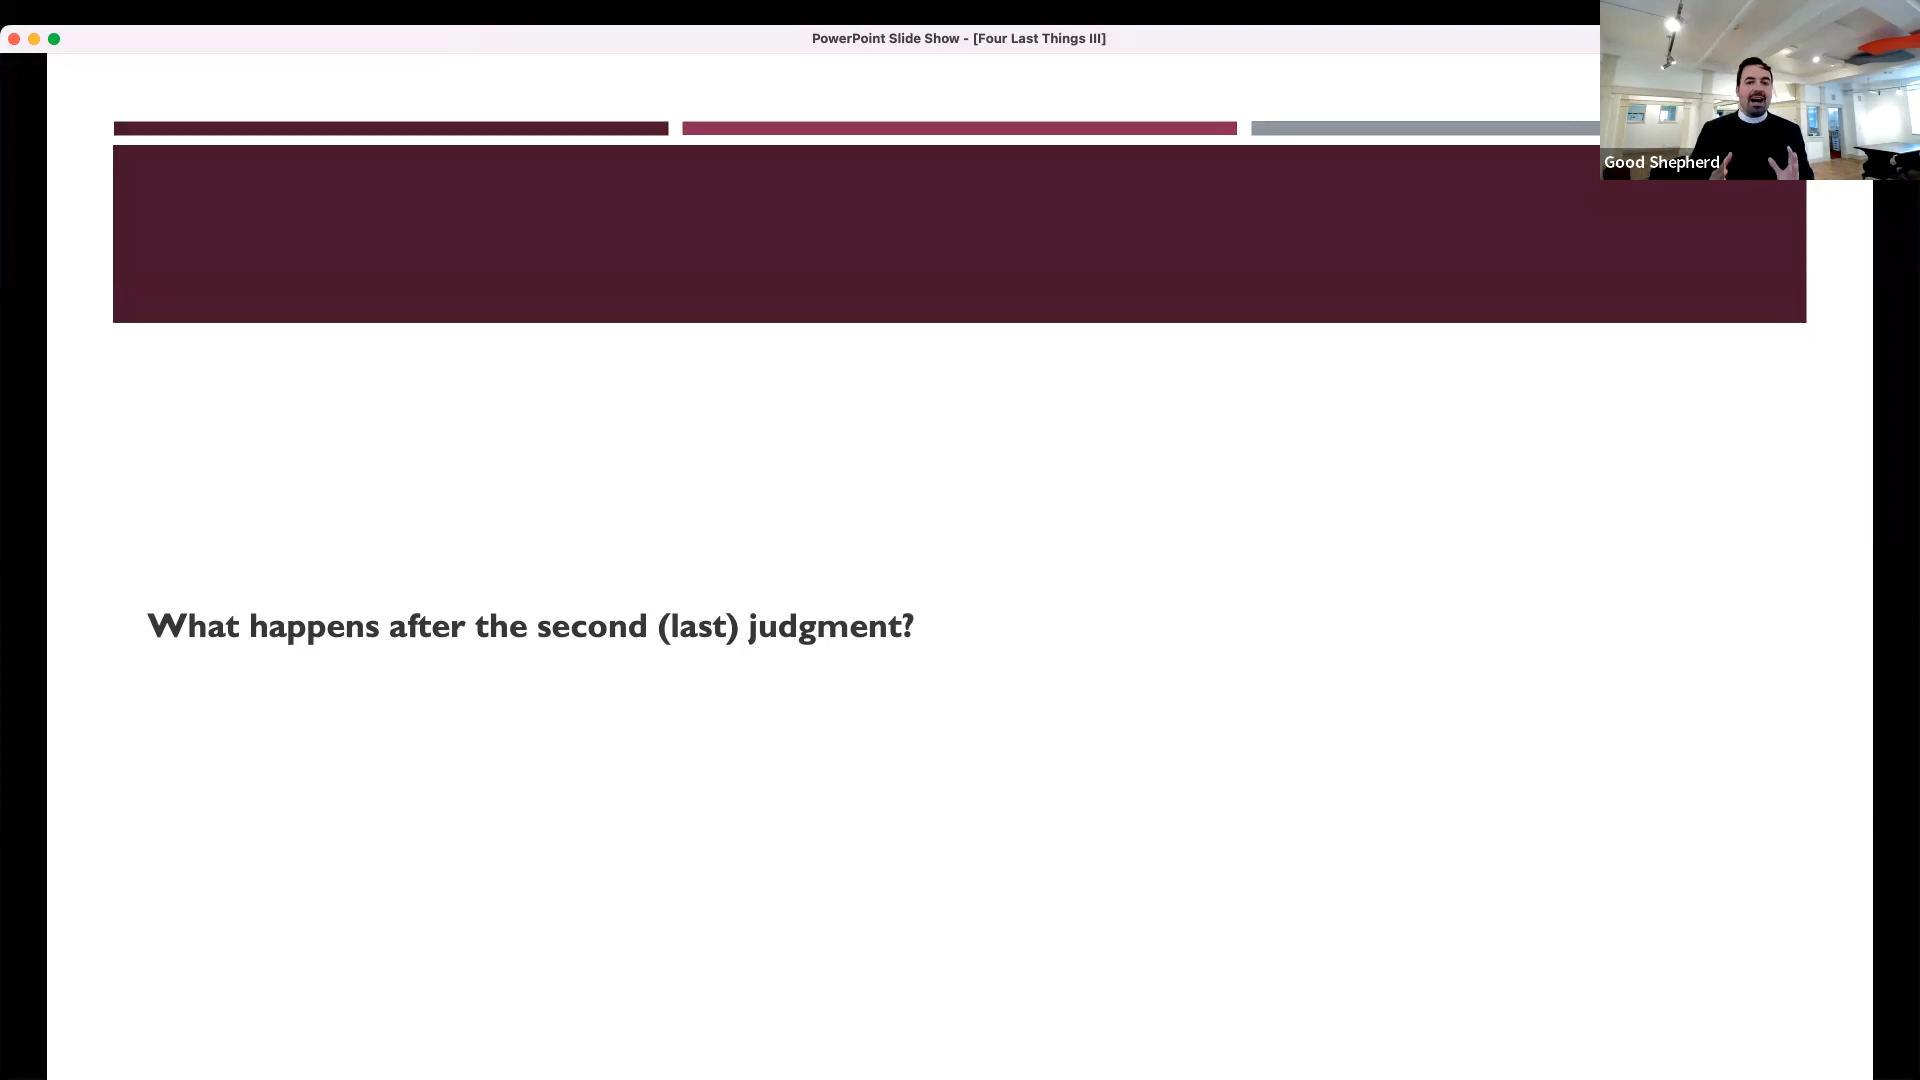 PowerPoint Slide Show - [Four Last Things III]
Good Shepherd
What happens after the second (last) judgment?